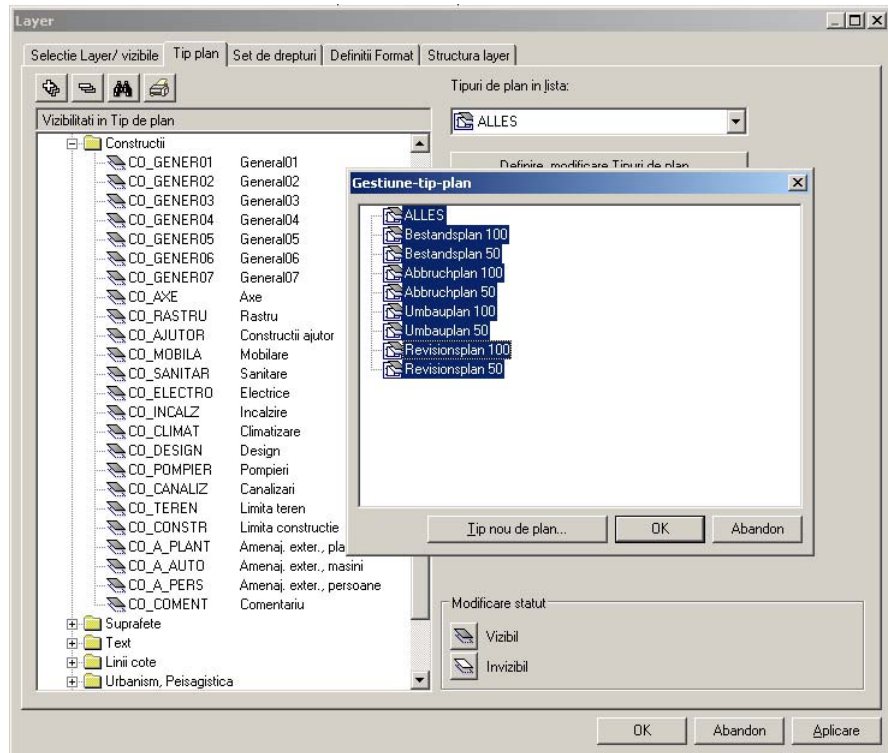 Layer
Selectie Layer/ vizibile Tip plan Set de drepturi Definitii Format Structura layer
Tipuri de plan in lista:
Vizibilitati in Tip de plan
ALLES
Constructii
CO_GENER01 General01
CO_GENER02 General02
CO_GENER03 General03
CO_GENER04 General04
CO_GENER05 General05
CO_GENER06 General06
CO_GENER07 General07
CO_AXE Axe
CO_RASTRU Rastru
CO_AJUTOR Constructii ajutor
CO_MOBILA Mobilare
CO_SANITAR Sanitare
CO_ELECTRO Electrice
CO_INCALZ Incalzire
CO_CLIMAT Climatizare
CO_DESIGN Design
CO_POMPIER Pompieri
CO_CANALIZ Canalizari
CO_TEREN Limita teren
CO_CONSTR Limita constructie
CO_A_PLANT Amenaj. exter., pla
CO_A_AUTO Amenaj. exter., masini
CO_A_PERS Amenaj. exter., persoane
CO_COMENT Comentariu
Suprafete
Text
Linii cote
Urbanism, Peisagistica
Definire, modificare Tipuri de plan
Gestiune-tip-plan
ALLES
Bestandsplan 100
Bestandsplan 50
Abbruchplan 100
Abbruchplan 50
Umbauplan 100
Umbauplan 50
Revisionsplan 100
Revisionsplan 50
Tip nou de plan... OK Abandon
Modificare statut
Vizibil
Invizibil
OK Abandon Aplicare